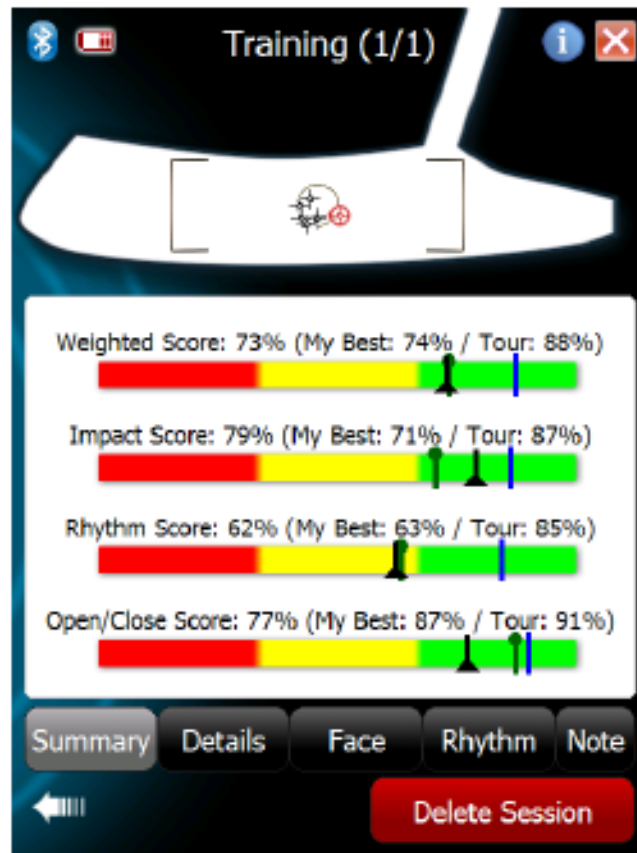 Training (1/1)
Weighted Score: 73% (My Best: 74% / Tour: 88%)
Impact Score: 79% (My Best: 71% / Tour: 87%)
Rhythm Score: 62% (My Best: 63% / Tour: 85%)
Open/Close Score: 77% (My Best: 87% / Tour: 91%)
Summary Details Face Rhythm Note
Delete Session